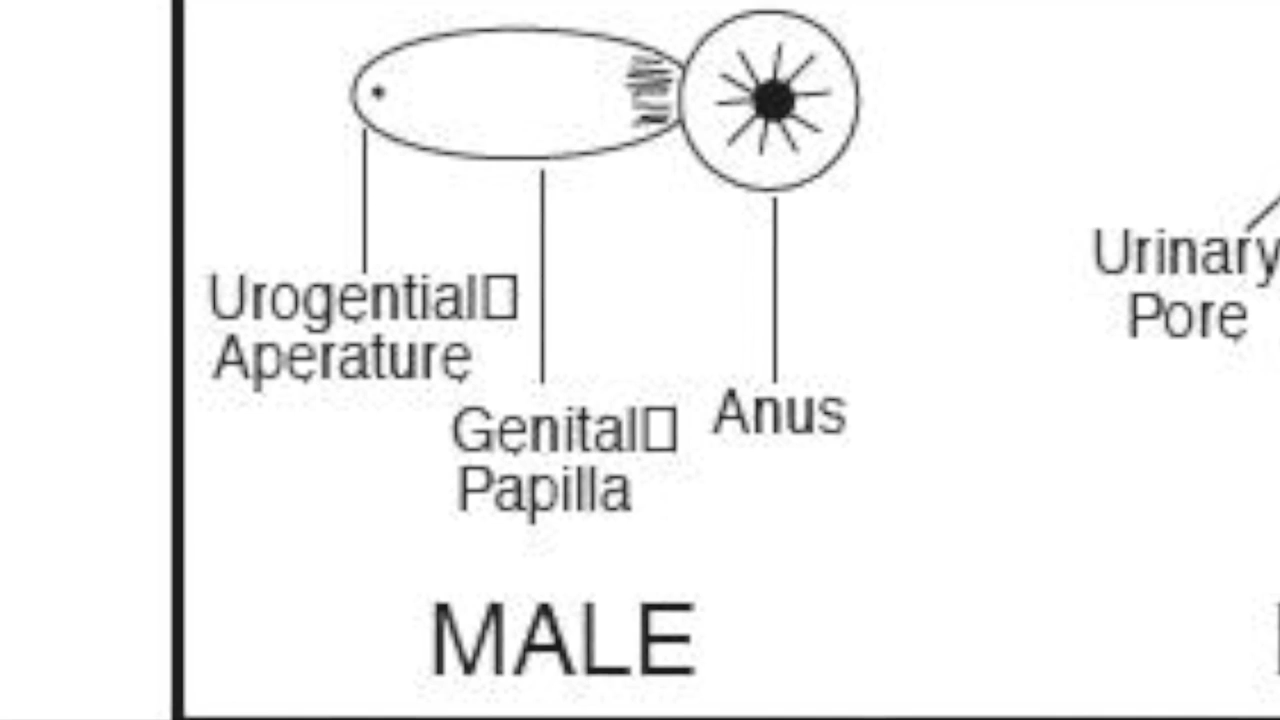 Urogential□
Aperature
Genital□
Papilla
Anus
MALE
Urinary
Pore